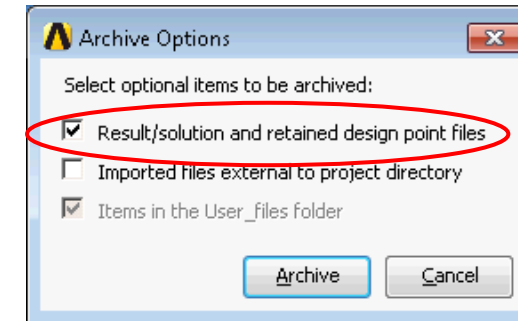 Archive Options
Select optional items to be archived:
Result/solution and retained design point files
Imported files external to project directory
Items in the User_files folder
Archive Cancel